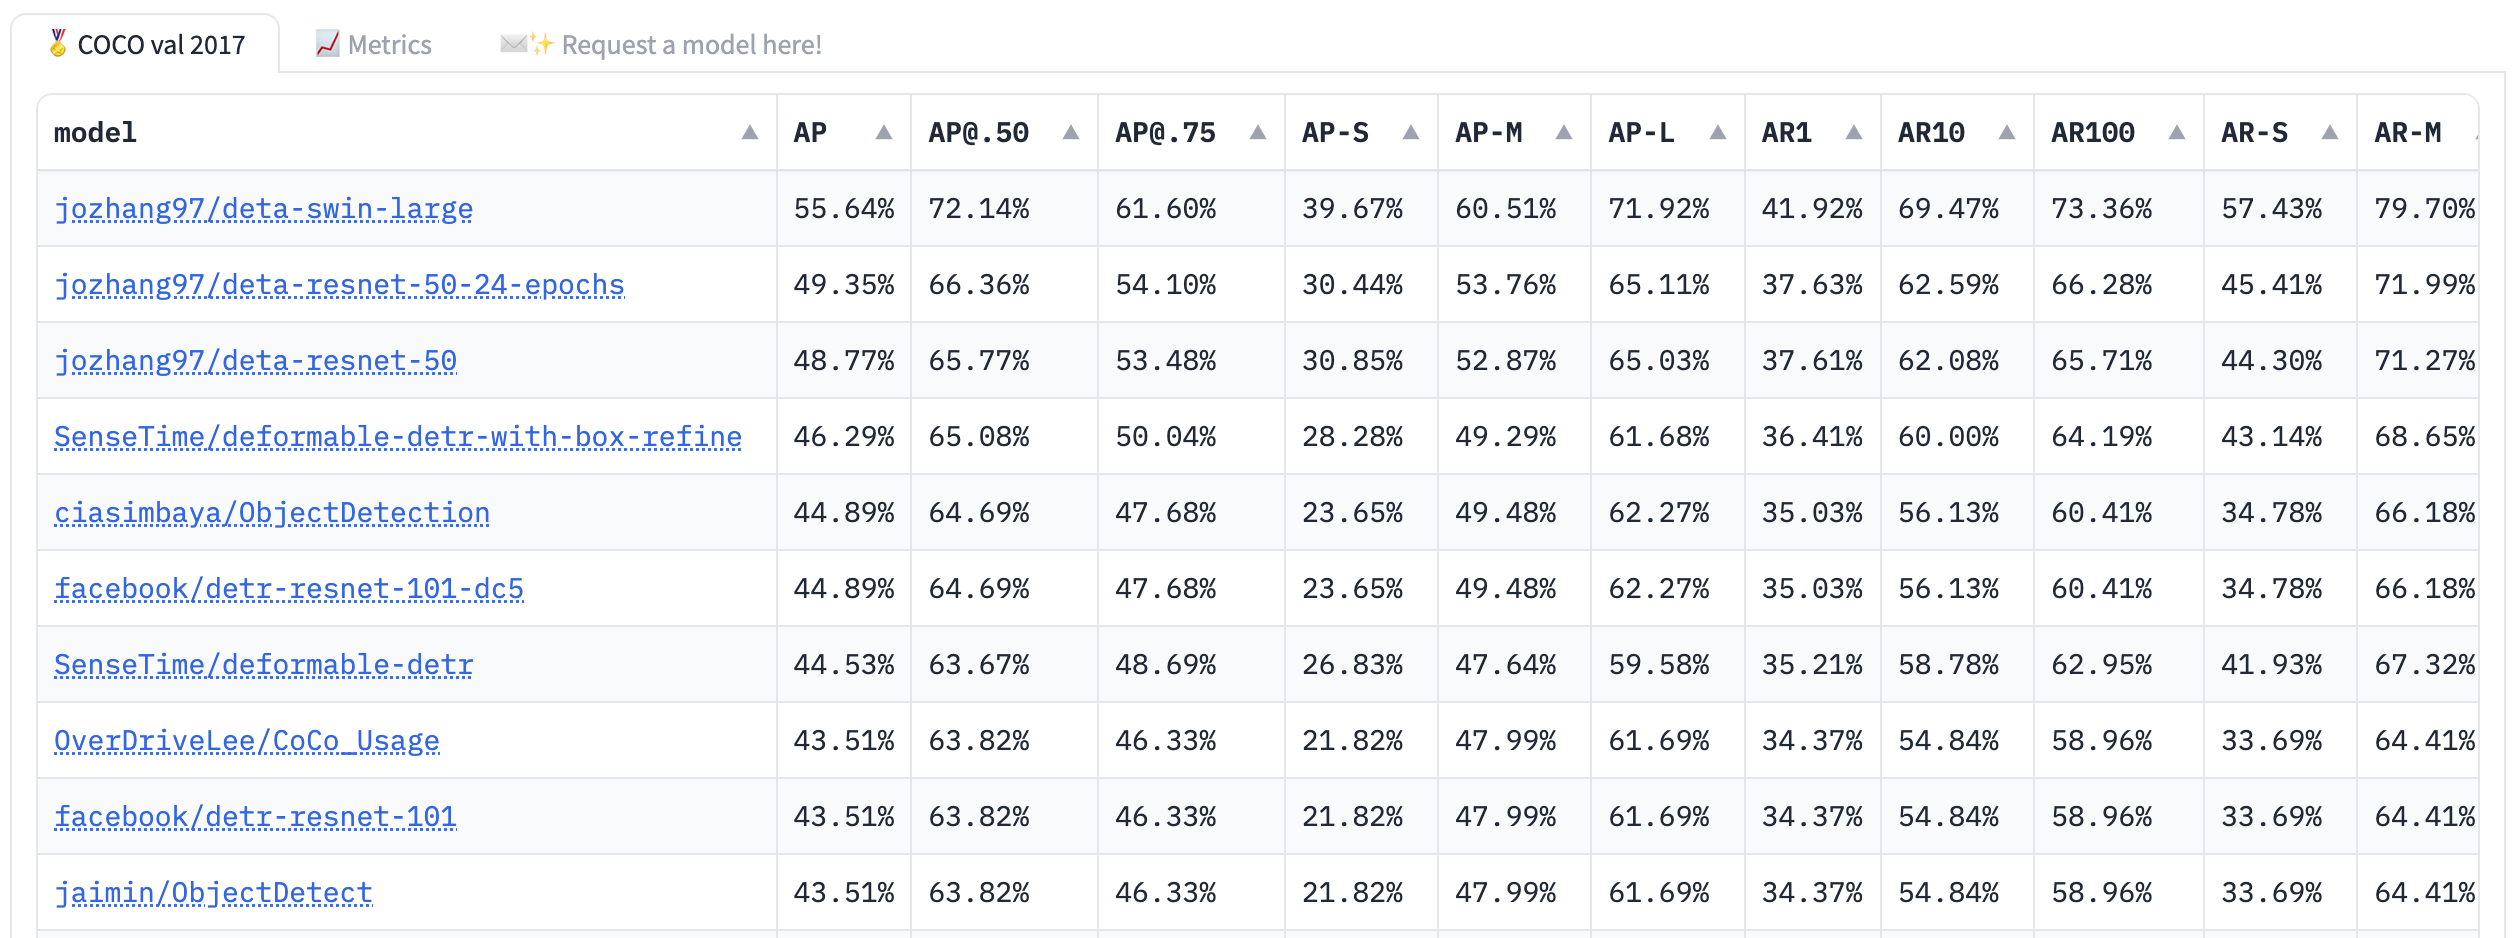 COCO val 2017 Metrics Request a model here!
model AP AP@.50 AP@.75 AP-S AP-M AP-L AR1 AR10 AR100 AR-S AR-M
jozhang97/deta-swin-large 55.64% 72.14% 61.60% 39.67% 60.51% 71.92% 41.92% 69.47% 73.36% 57.43% 79.70%
jozhang97/deta-resnet-50-24-epochs 49.35% 66.36% 54.10% 30.44% 53.76% 65.11% 37.63% 62.59% 66.28% 45.41% 71.99%
jozhang97/deta-resnet-50 48.77% 65.77% 53.48% 30.85% 52.87% 65.03% 37.61% 62.08% 65.71% 44.30% 71.27%
SenseTime/deformable-detr-with-box-refine 46.29% 65.08% 50.04% 28.28% 49.29% 61.68% 36.41% 60.00% 64.19% 43.14% 68.65%
ciasimbaya/ObjectDetection 44.89% 64.69% 47.68% 23.65% 49.48% 62.27% 35.03% 56.13% 60.41% 34.78% 66.18%
facebook/detr-resnet-101-dc5 44.89% 64.69% 47.68% 23.65% 49.48% 62.27% 35.03% 56.13% 60.41% 34.78% 66.18%
SenseTime/deformable-detr 44.53% 63.67% 48.69% 26.83% 47.64% 59.58% 35.21% 58.78% 62.95% 41.93% 67.32%
OverDriveLee/CoCo_Usage 43.51% 63.82% 46.33% 21.82% 47.99% 61.69% 34.37% 54.84% 58.96% 33.69% 64.41%
facebook/detr-resnet-101 43.51% 63.82% 46.33% 21.82% 47.99% 61.69% 34.37% 54.84% 58.96% 33.69% 64.41%
jaimin/ObjectDetect 43.51% 63.82% 46.33% 21.82% 47.99% 61.69% 34.37% 54.84% 58.96% 33.69% 64.41%